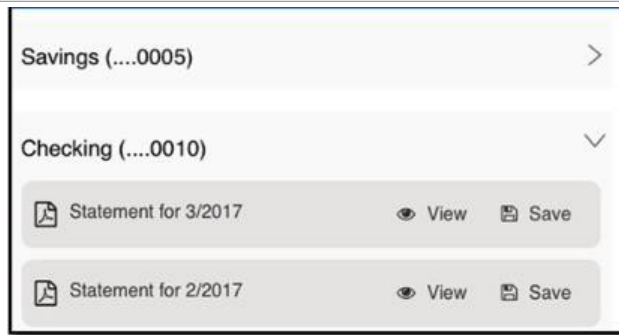 Savings (....0005)
Checking (....0010)
Statement for 3/2017 View Save
Statement for 2/2017 View Save